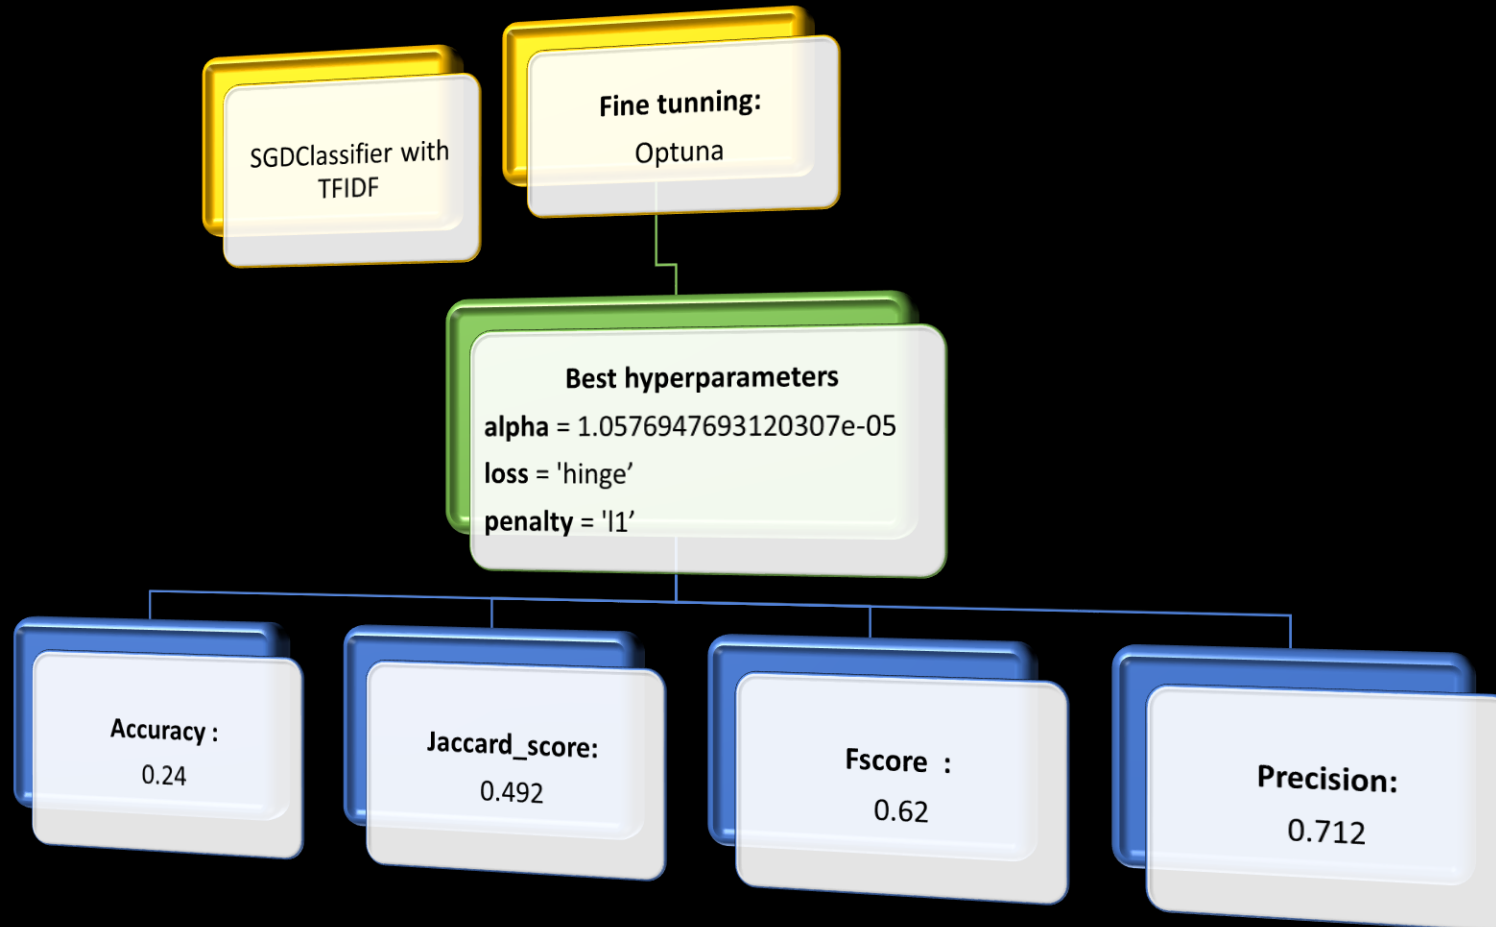 SGDClassifier with
TFIDF
Fine tunning:
Optuna
Best hyperparameters
alpha = 1.0576947693120307e-05
loss = 'hinge’
penalty = 'l1’
Accuracy :
0.24
Jaccard_score:
0.492
Fscore  :
0.62
Precision:
0.712